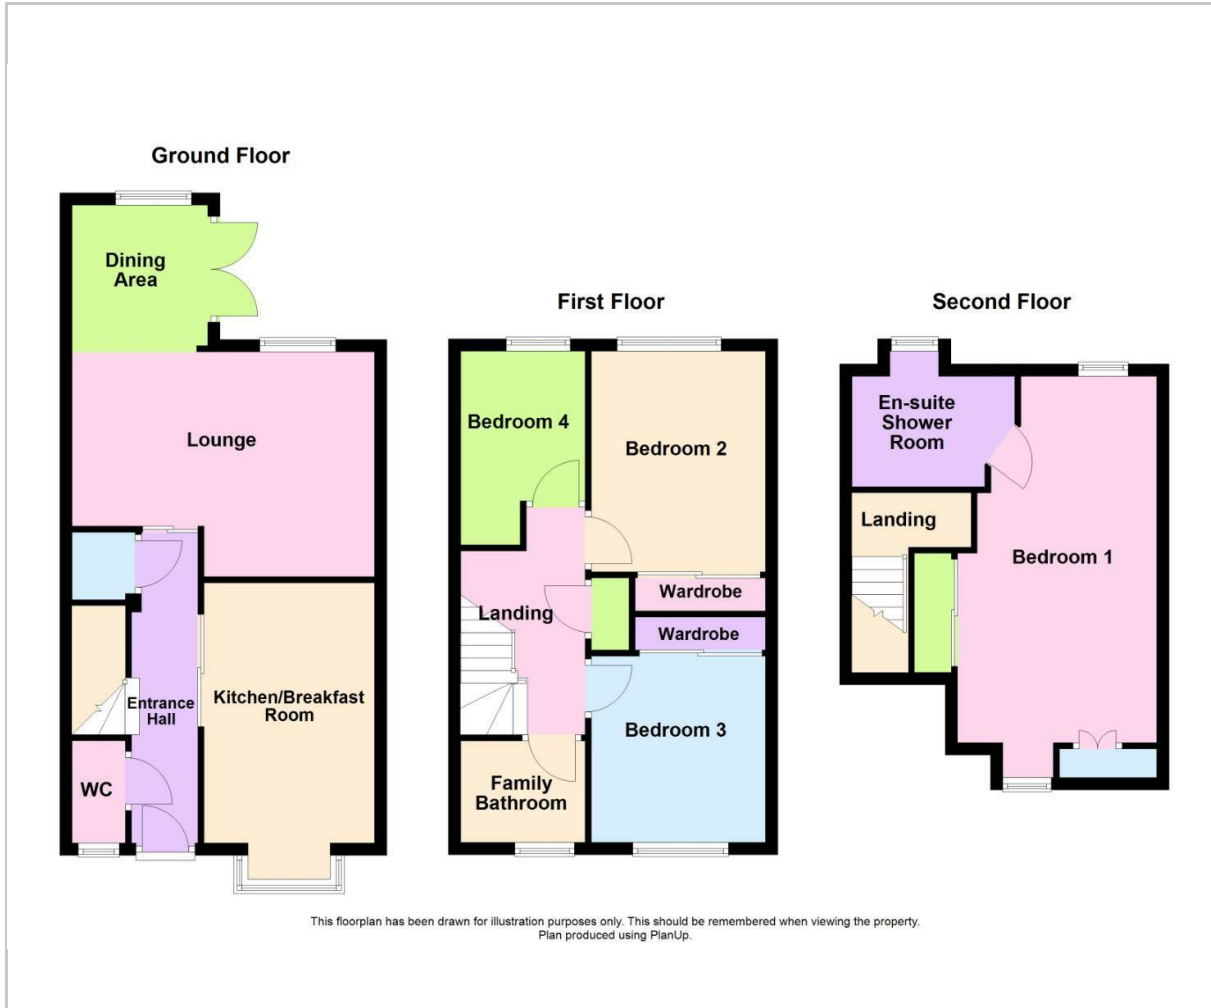 Ground Floor
Dining
Area
Lounge
Entrance
Hall
Kitchen/Breakfast
Room
WC
First Floor
Bedroom 4
Bedroom 2
Landing
Wardrobe
Wardrobe
Bedroom 3
Family
Bathroom
Second Floor
En-suite
Shower
Room
Landing
Bedroom 1
This floorplan has been drawn for illustration purposes only. This should be remembered when viewing the property.
Plan produced using PlanUp.